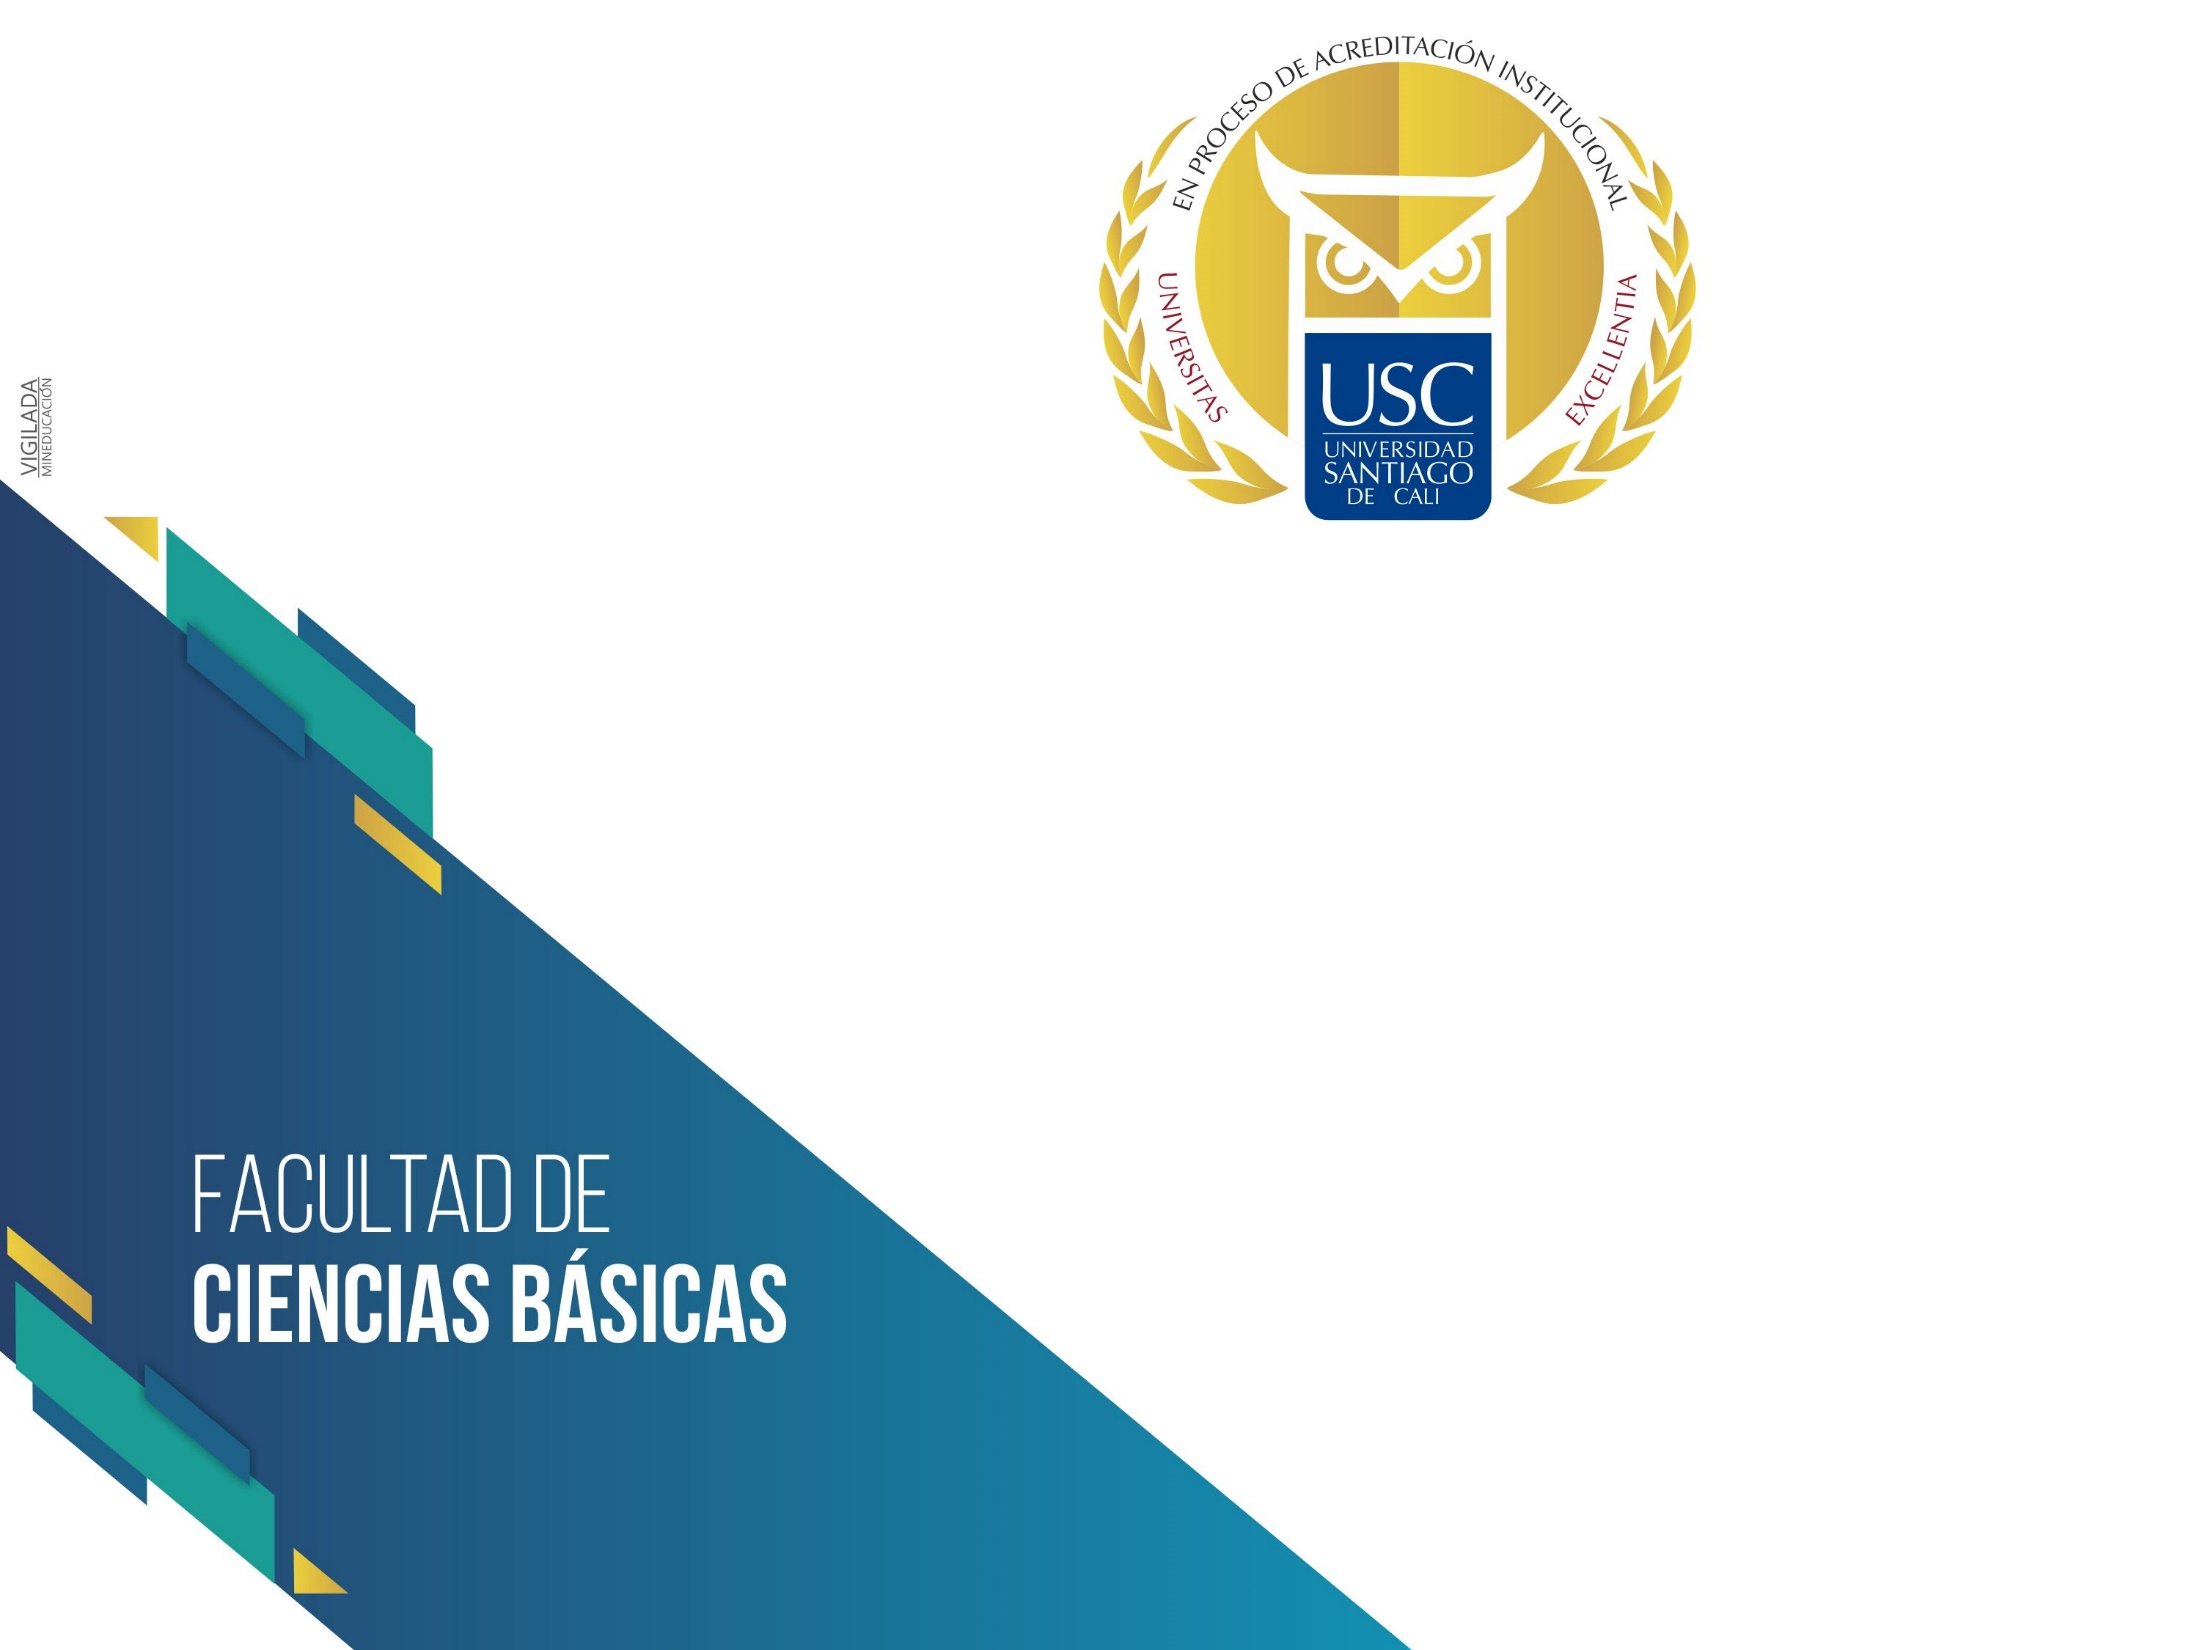 EN PROCESO DE ACREDITACIÓN INSTITUCIONAL
UNIVERSITAS
EXCELLENTIA
USC
UNIVERSIDAD
SANTIAGO
DE CALI
VIGILADA
MINEDUCACIÓN
FACULTAD DE
CIENCIAS BÁSICAS